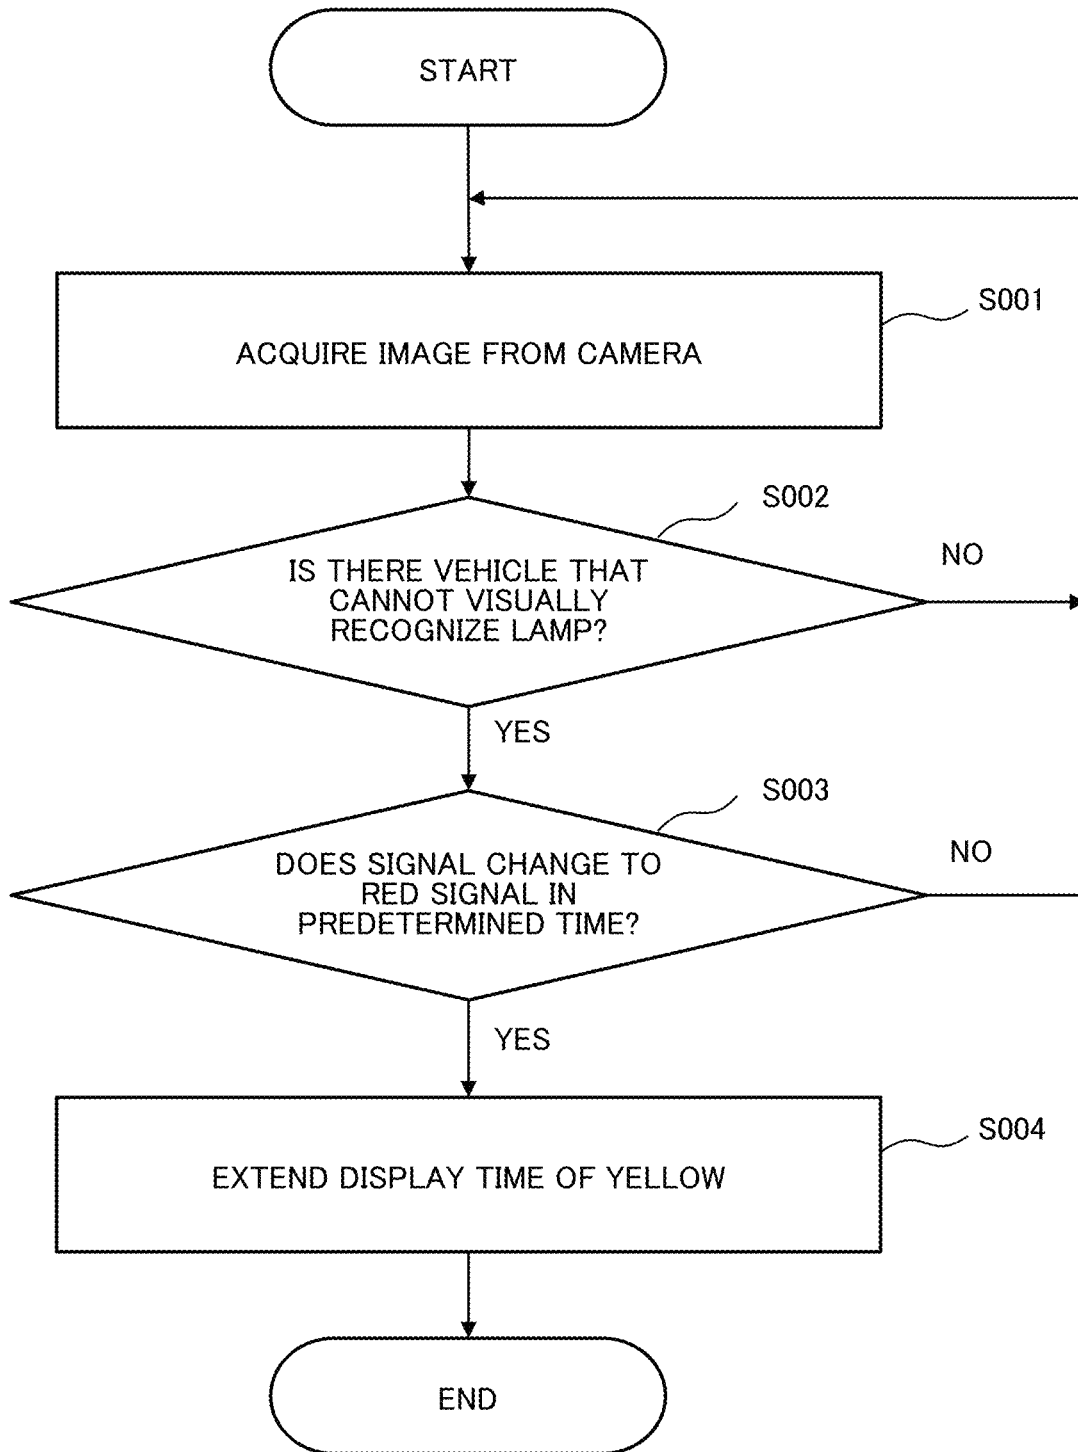 START
S001
ACQUIRE IMAGE FROM CAMERA
S002
NO
IS THERE VEHICLE THAT
CANNOT VISUALLY
RECOGNIZE LAMP?
YES
S003
NO
DOES SIGNAL CHANGE TO
RED SIGNAL IN
PREDETERMINED TIME?
YES
S004
EXTEND DISPLAY TIME OF YELLOW
END